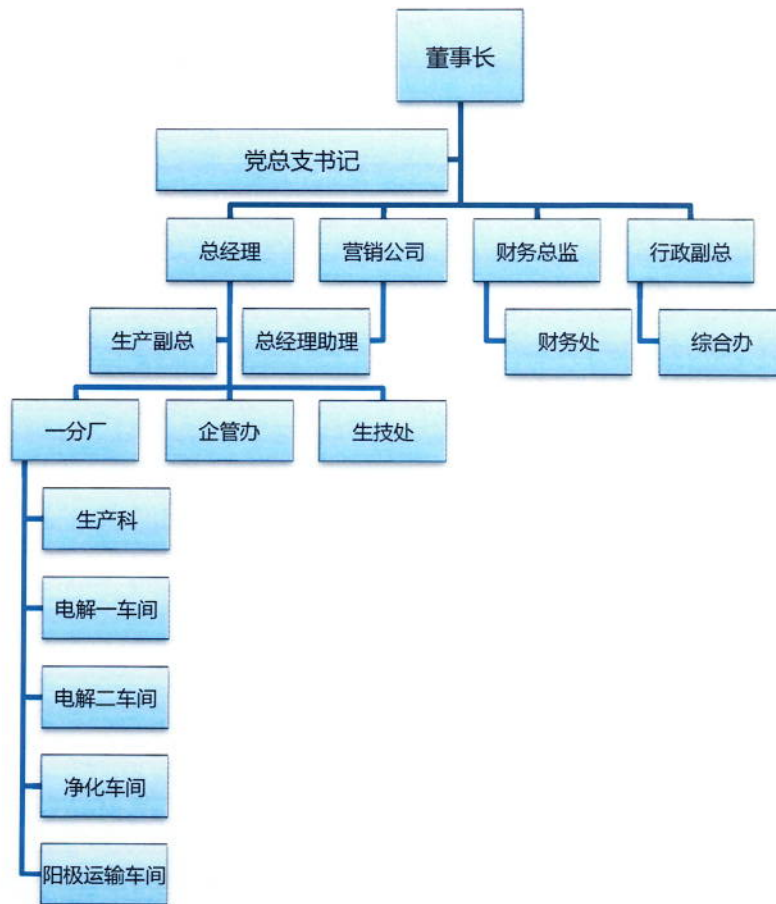 董事长
党总支书记
总经理
营销公司
财务总监
行政副总
生产副总
总经理助理
财务处
综合办
一分厂
企管办
生技处
生产科
电解一车间
电解二车间
净化车间
阳极运输车间